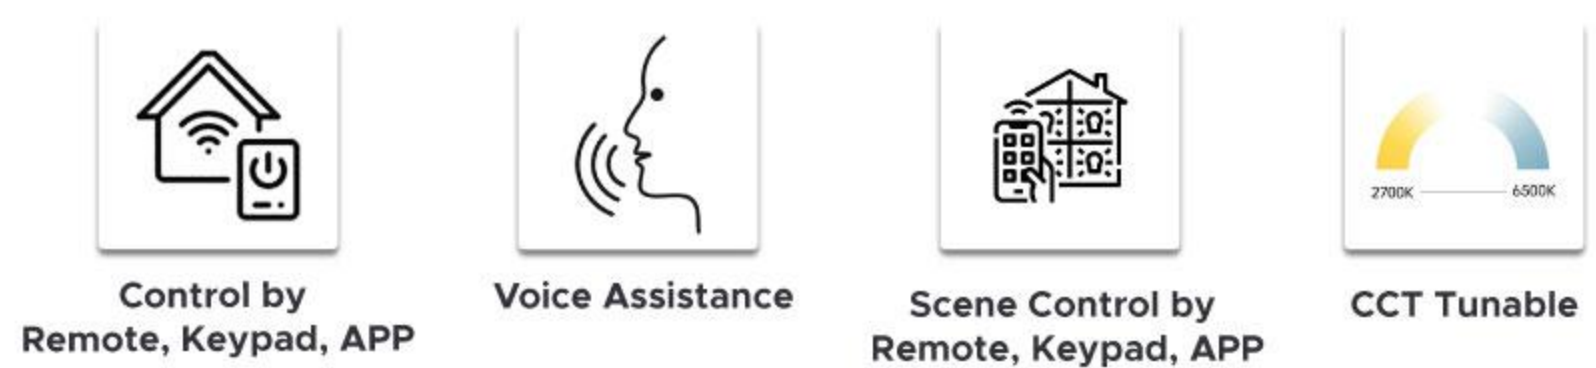 2700K
6500K
Control by
Remote, Keypad, APP
Voice Assistance
Scene Control by
Remote, Keypad, APP
CCT Tunable